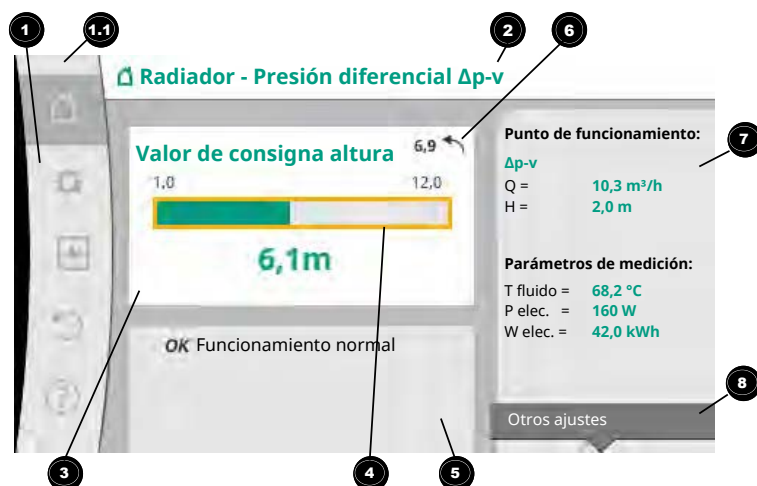 1
1.1
2
6
Radiador - Presión diferencial Δp-v
Valor de consigna altura
6,9
1,0
12,0
6,1m
OK Funcionamiento normal
Punto de funcionamiento:
7
Δp-v
Q = 10,3 m³/h
H = 2,0 m
Parámetros de medición:
T fluido = 68,2 °C
P elec. = 160 W
W elec. = 42,0 kWh
8
Otros ajustes
3
4
5